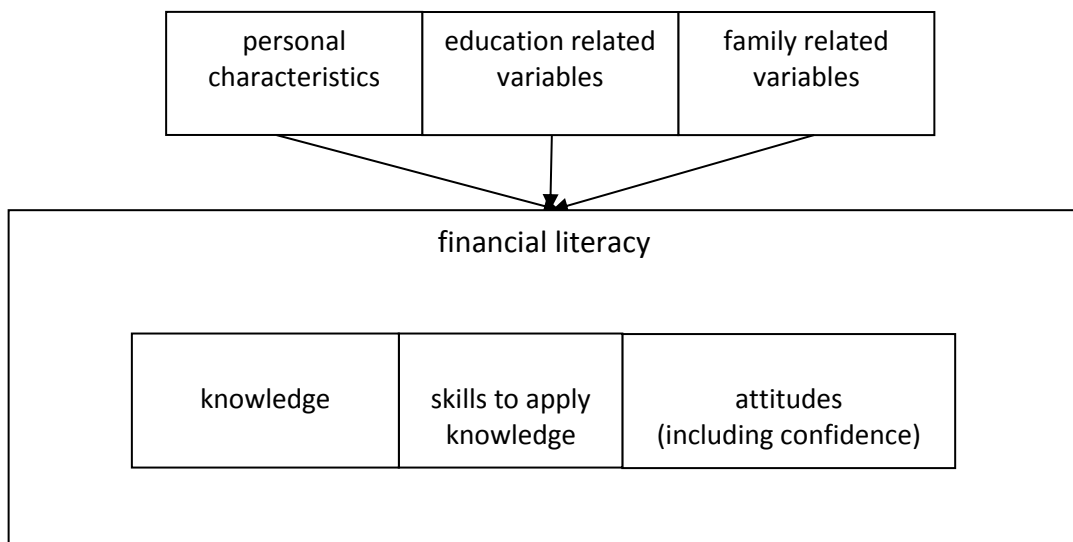 personal
characteristics
education related
variables
family related
variables
financial literacy
knowledge
skills to apply
knowledge
attitudes
(including confidence)